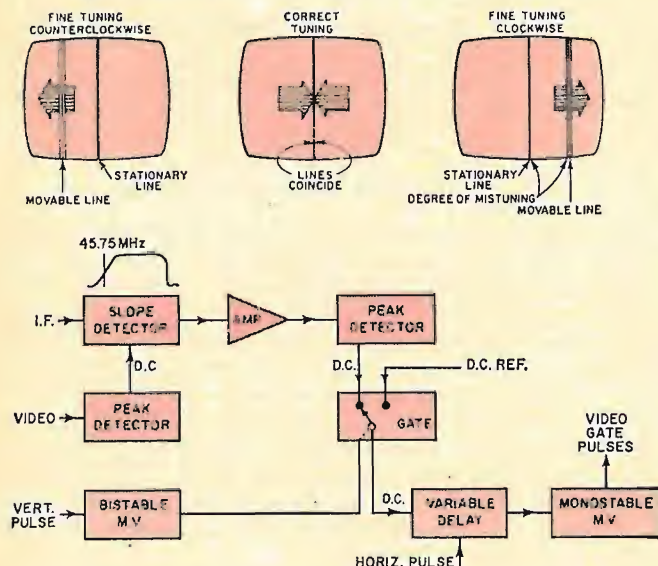 FINE TUNING
COUNTERCLOCKWISE
CORRECT
TUNING
FINE TUNING
CLOCKWISE
STATIONARY
LINE
MOVABLE LINE
LINES
COINCIDE
STATIONARY
LINE
DEGREE OF MISTUNING
MOVABLE LINE
45.75 MHz
I.F.
SLOPE
DETECTOR
AMP
PEAK
DETECTOR
D.C
D.C.
D.C. REF.
VIDEO
PEAK
DETECTOR
GATE
VIDEO
GATE
PULSES
VERT.
PULSE
BISTABLE
M.V
D.C.
VARIABLE
DELAY
MONOSTABLE
M V
HORIZ. PULSE